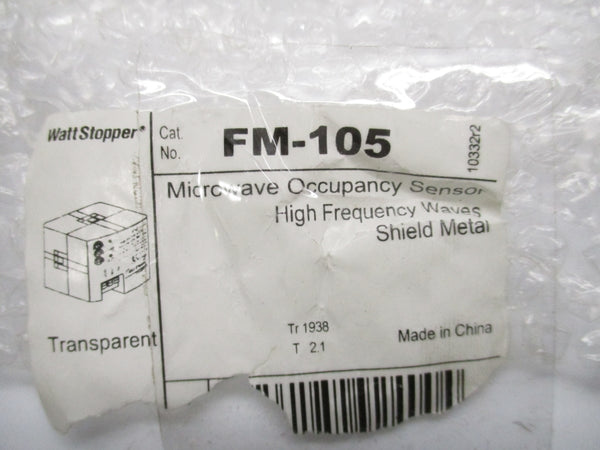 WattStopper®
Cat.
No.
FM-105
10332r2
Microwave Occupancy Sensor
High Frequency Waves
Shield Metal
Transparent
Tr 1938
T 2.1
Made in China